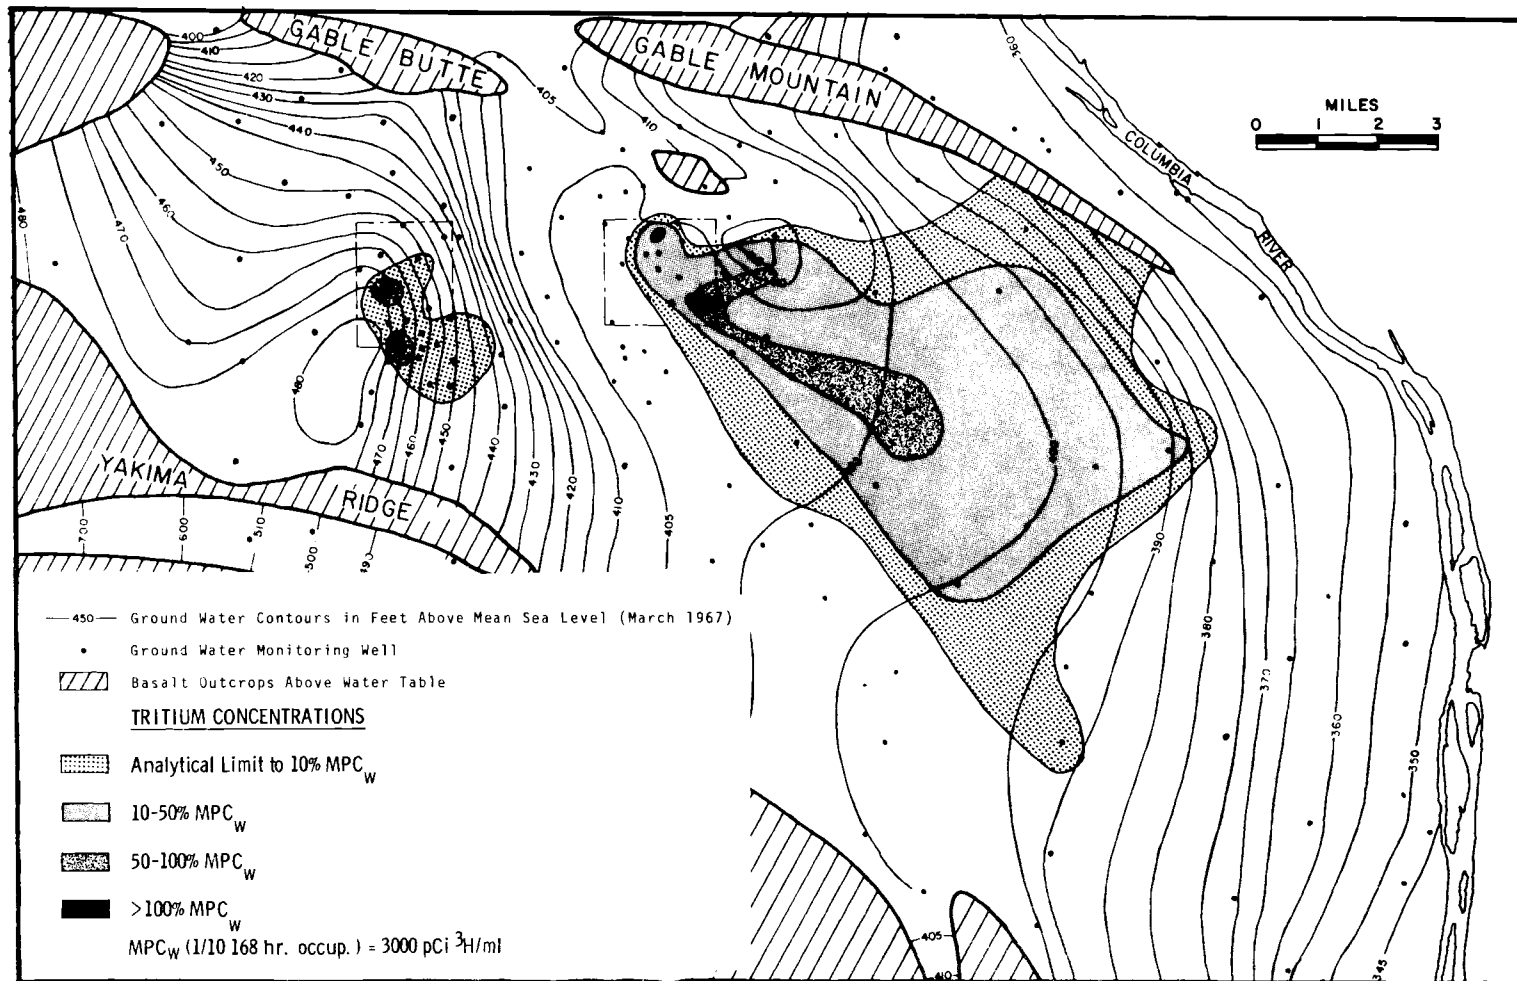 GABLE BUTTE
GABLE MOUNTAIN
360
400
410
420
430
440
450
460
470
480
405
410
MILES
0 1 2 3
COLUMBIA
RIVER
480
470
460
450
440
430
420
410
405
YAKIMA
RIDGE
700
600
510
500
490
400
390
380
370
360
350
345
405
410
—450— Ground Water Contours in Feet Above Mean Sea Level (March 1967)
Ground Water Monitoring Well
Basalt Outcrops Above Water Table
TRITIUM CONCENTRATIONS
Analytical Limit to 10% MPCW
10-50% MPCW
50-100% MPCW
>100% MPCW
MPCW (1/10 168 hr. occup. ) = 3000 pCi ³H/ml